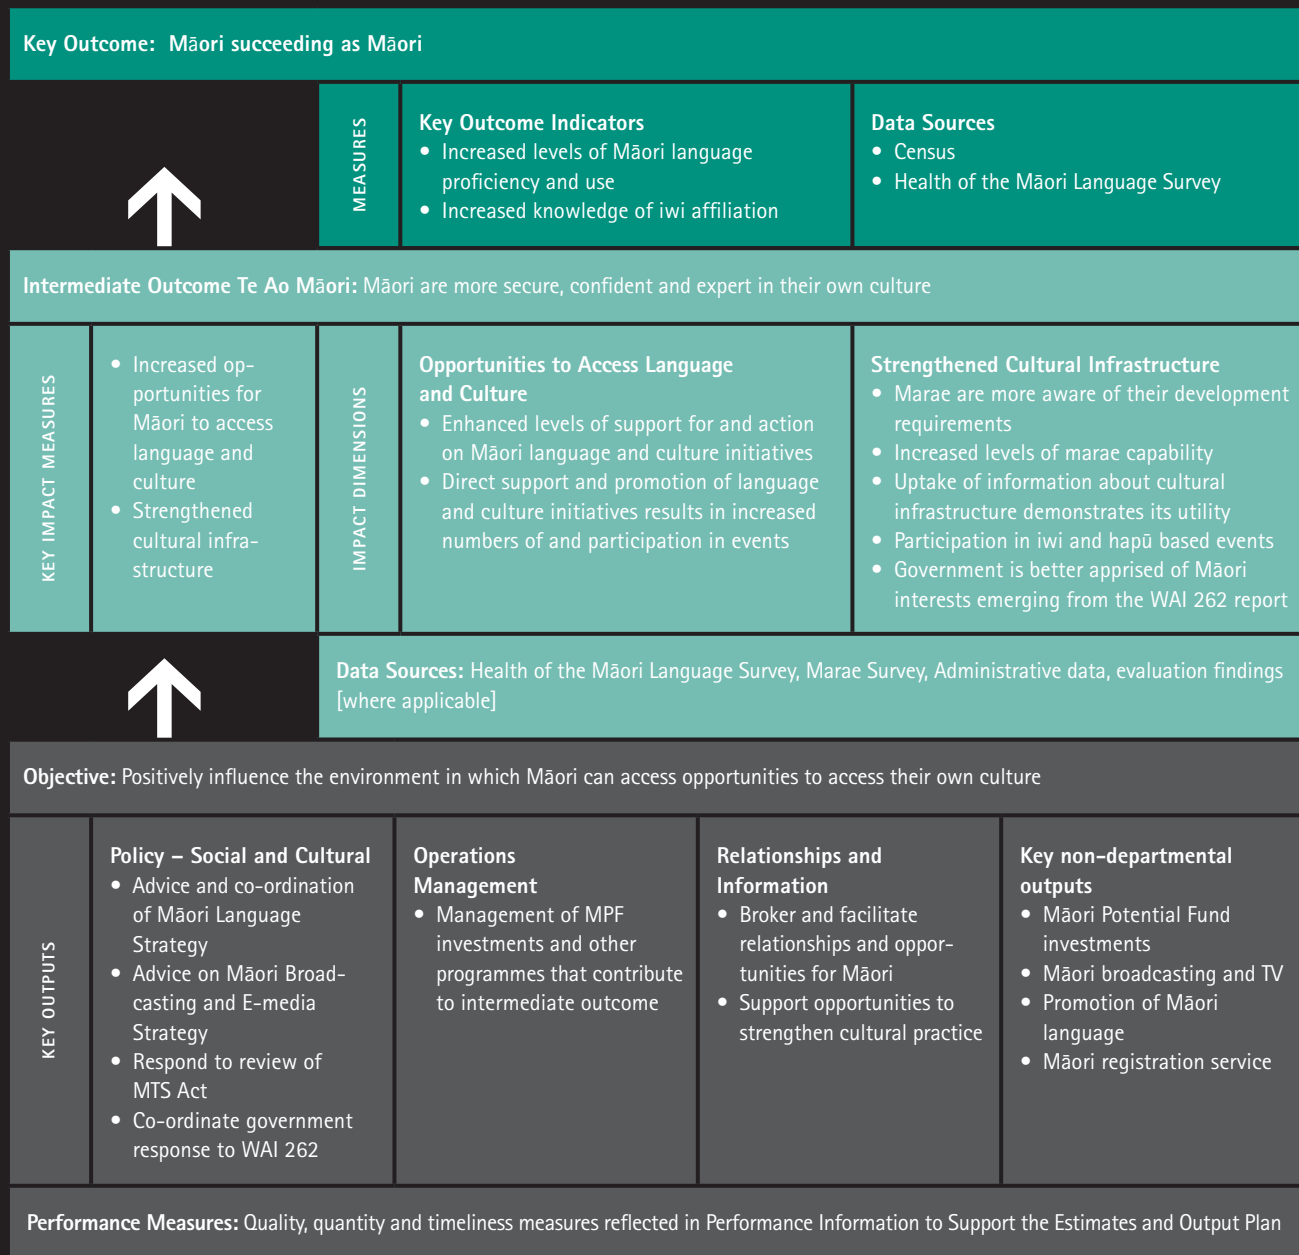 Key Outcome: Māori succeeding as Māori
MEASURES
Key Outcome Indicators
• Increased levels of Māori language
proficiency and use
• Increased knowledge of iwi affiliation
Data Sources
• Census
• Health of the Māori Language Survey
Intermediate Outcome Te Ao Māori: Māori are more secure, confident and expert in their own culture
KEY IMPACT MEASURES
• Increased op-
portunities for
Māori to access
language and
culture
• Strengthened
cultural infra-
structure
IMPACT DIMENSIONS
Opportunities to Access Language
and Culture
• Enhanced levels of support for and action
on Māori language and culture initiatives
• Direct support and promotion of language
and culture initiatives results in increased
numbers of and participation in events
Strengthened Cultural Infrastructure
• Marae are more aware of their development
requirements
• Increased levels of marae capability
• Uptake of information about cultural
infrastructure demonstrates its utility
• Participation in iwi and hapū based events
• Government is better apprised of Māori
interests emerging from the WAI 262 report
Data Sources: Health of the Māori Language Survey, Marae Survey, Administrative data, evaluation findings
[where applicable]
Objective: Positively influence the environment in which Māori can access opportunities to access their own culture
KEY OUTPUTS
Policy – Social and Cultural
• Advice and co-ordination
of Māori Language
Strategy
• Advice on Māori Broad-
casting and E-media
Strategy
• Respond to review of
MTS Act
• Co-ordinate government
response to WAI 262
Operations
Management
• Management of MPF
investments and other
programmes that contribute
to intermediate outcome
Relationships and
Information
• Broker and facilitate
relationships and oppor-
tunities for Māori
• Support opportunities to
strengthen cultural practice
Key non-departmental
outputs
• Māori Potential Fund
investments
• Māori broadcasting and TV
• Promotion of Māori
language
• Māori registration service
Performance Measures: Quality, quantity and timeliness measures reflected in Performance Information to Support the Estimates and Output Plan